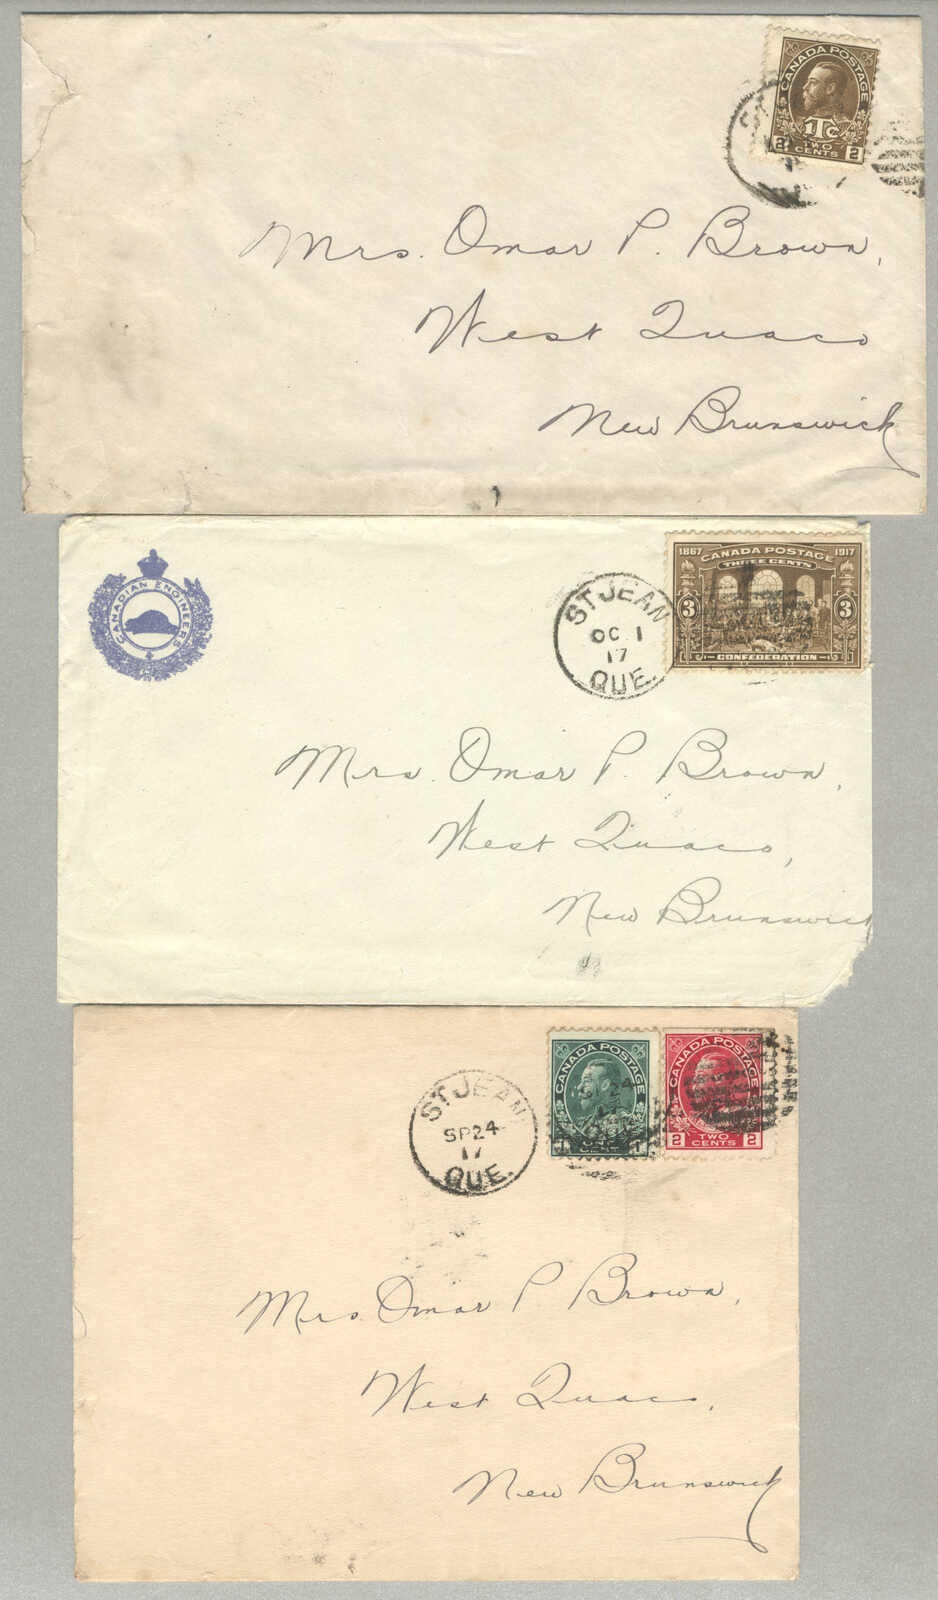 CANADA POSTAGE
1Tc
2 TWO CENTS 2
Mrs. Omar P. Brown,
West Quaco
New Brunswick
CANADIAN ENGINEERS
ST JEAN
OC 1
17
QUE.
1867 CANADA POSTAGE 1917
THREE CENTS
3 3
CONFEDERATION
Mrs. Omar P. Brown,
West Quaco,
New Brunswick
ST JEAN
SP 24
17
QUE.
CANADA POSTAGE
1 CENT 1
CANADA POSTAGE
2 TWO CENTS 2
Mrs Omar P Brown,
West Quaco,
New Brunswick